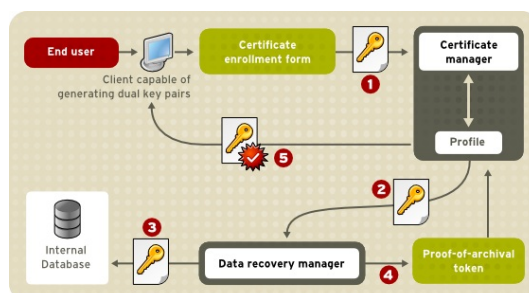 End user
Client capable of
generating dual key pairs
Certificate
enrollment form
1
Certificate
manager
Profile
5
2
3
Internal
Database
Data recovery manager
4
Proof-of-archival
token